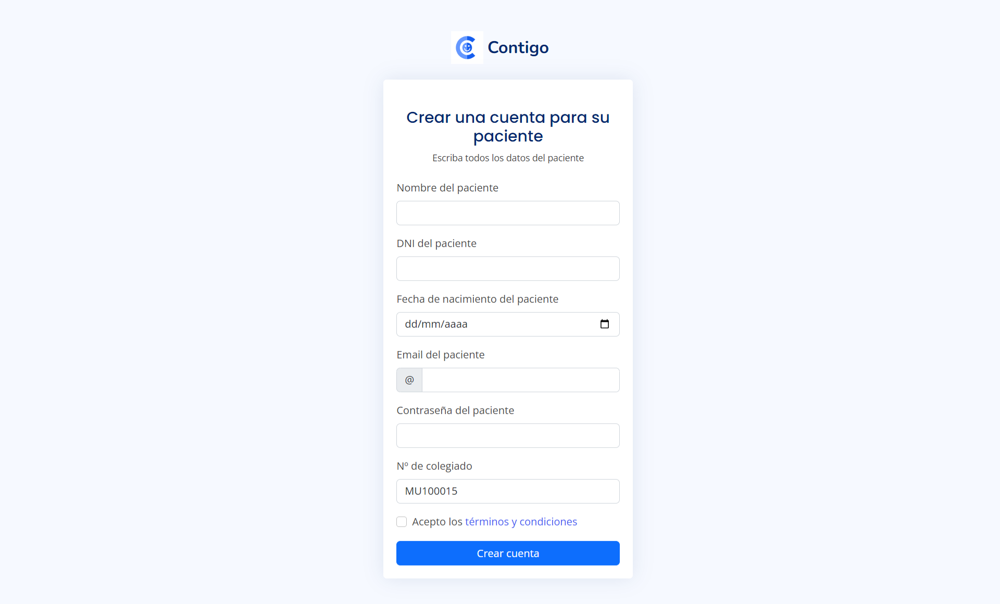 Contigo
Crear una cuenta para su
paciente
Escriba todos los datos del paciente
Nombre del paciente
DNI del paciente
Fecha de nacimiento del paciente
dd/mm/aaaa
Email del paciente
@
Contraseña del paciente
Nº de colegiado
MU100015
Acepto los términos y condiciones
Crear cuenta